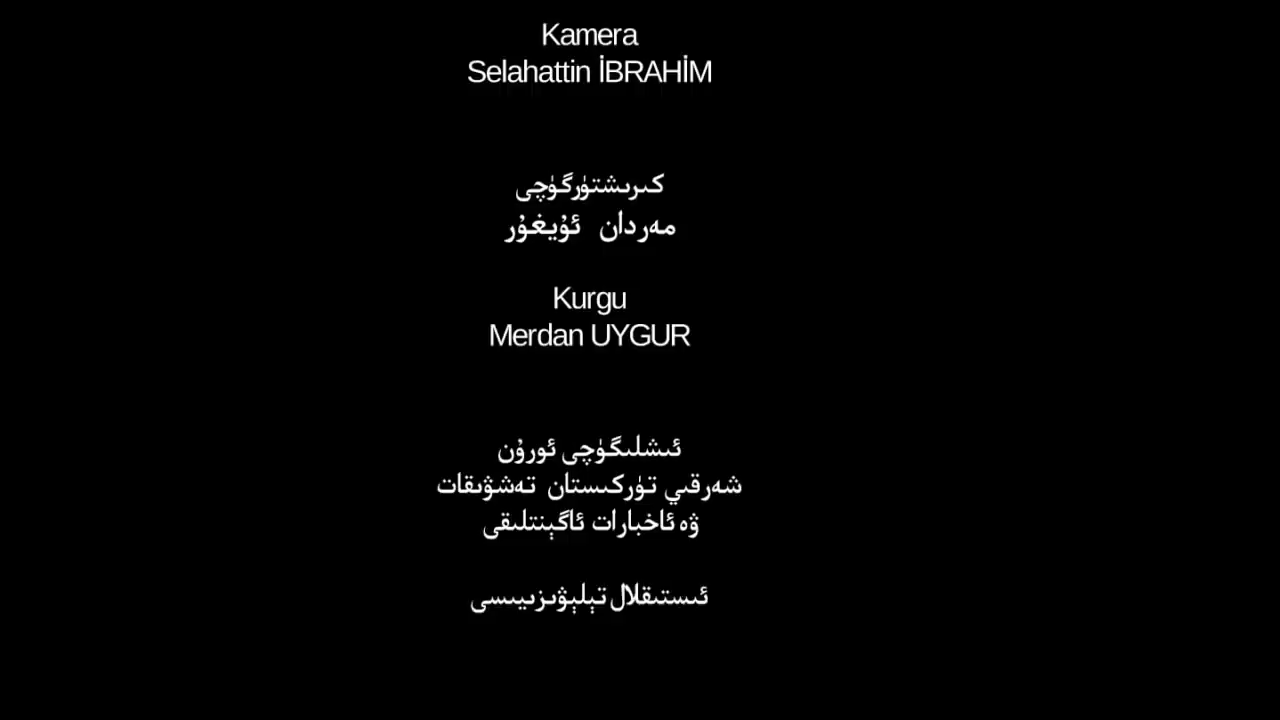 Kamera
Selahattin İBRAHİM
كىرىشتۈرگۈچى
مەردان ئۇيغۇر
Kurgu
Merdan UYGUR
ئىشلىگۈچى ئورۇن
شەرقىي تۈركىستان تەشۋىقات
ۋە ئاخبارات ئاگېنتلىقى
ئىستىقلال تېلېۋىزىيىسى